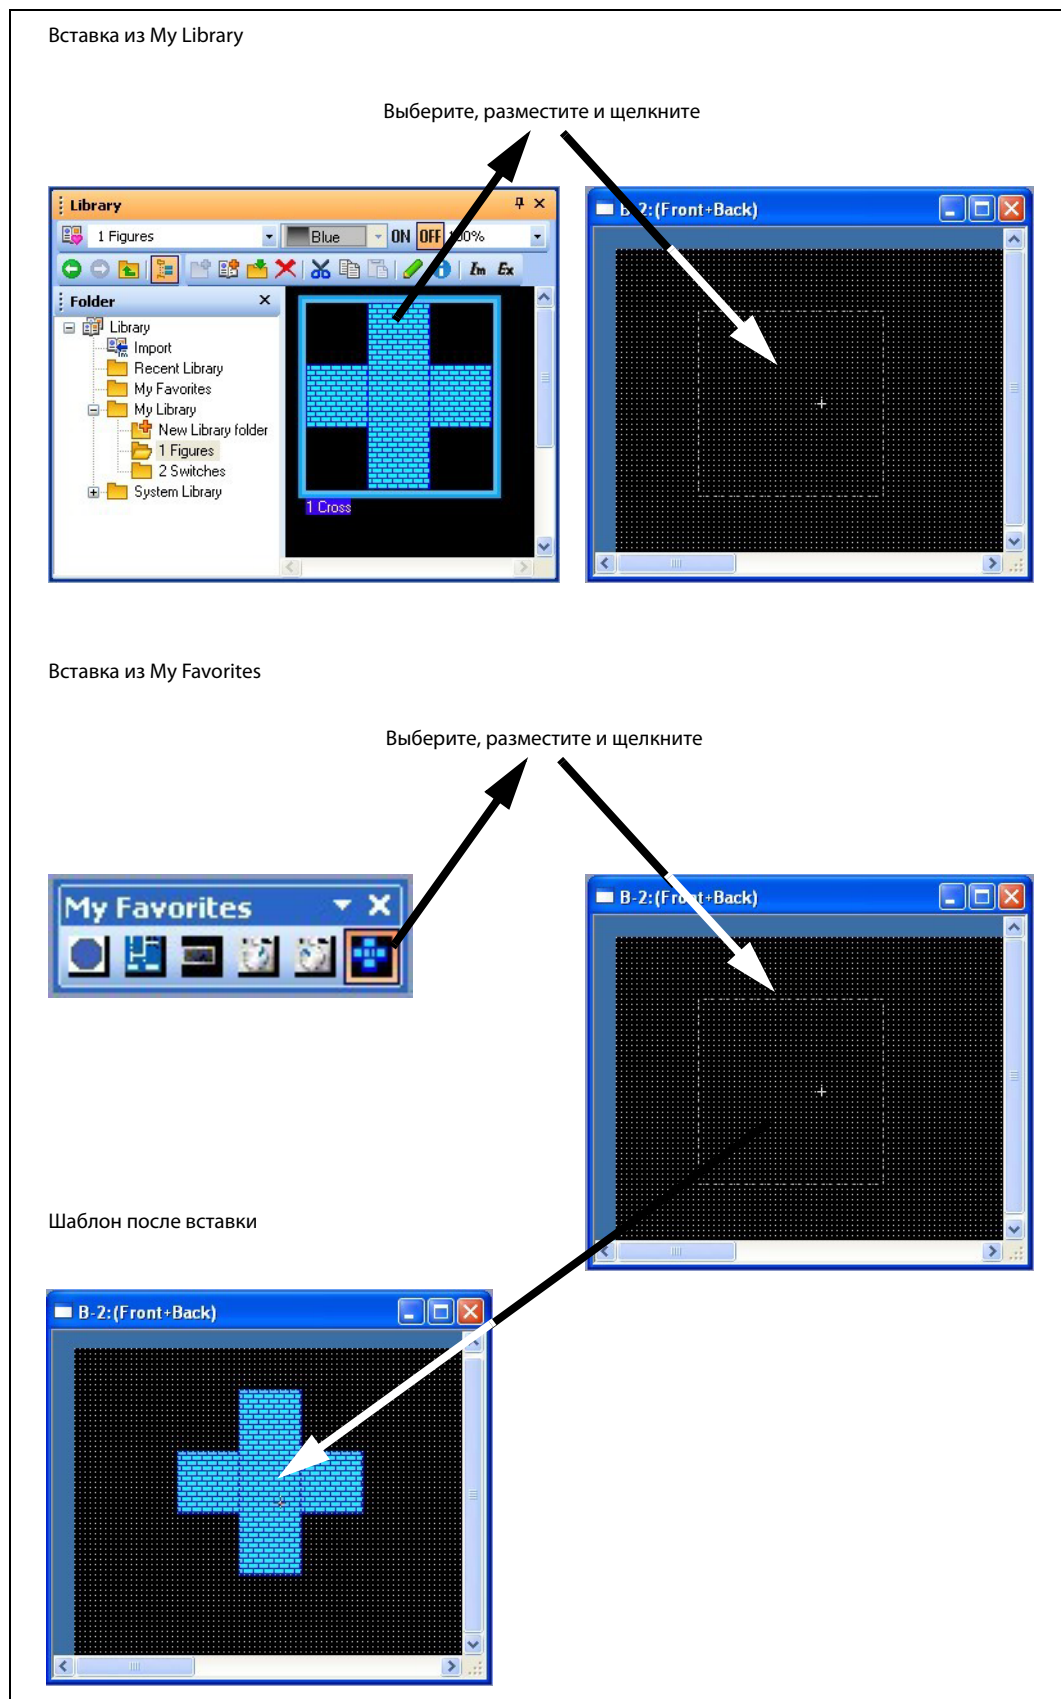 Вставка из My Library
Выберите, разместите и щелкните
Library
1 Figures
Blue
ON
OFF
Im
Ex
Folder
Library
Import
Recent Library
My Favorites
My Library
New Library folder
1 Figures
2 Switches
System Library
1 Cross
B-2:(Front+Back)
Вставка из My Favorites
Выберите, разместите и щелкните
My Favorites
B-2:(Front+Back)
Шаблон после вставки
B-2:(Front+Back)